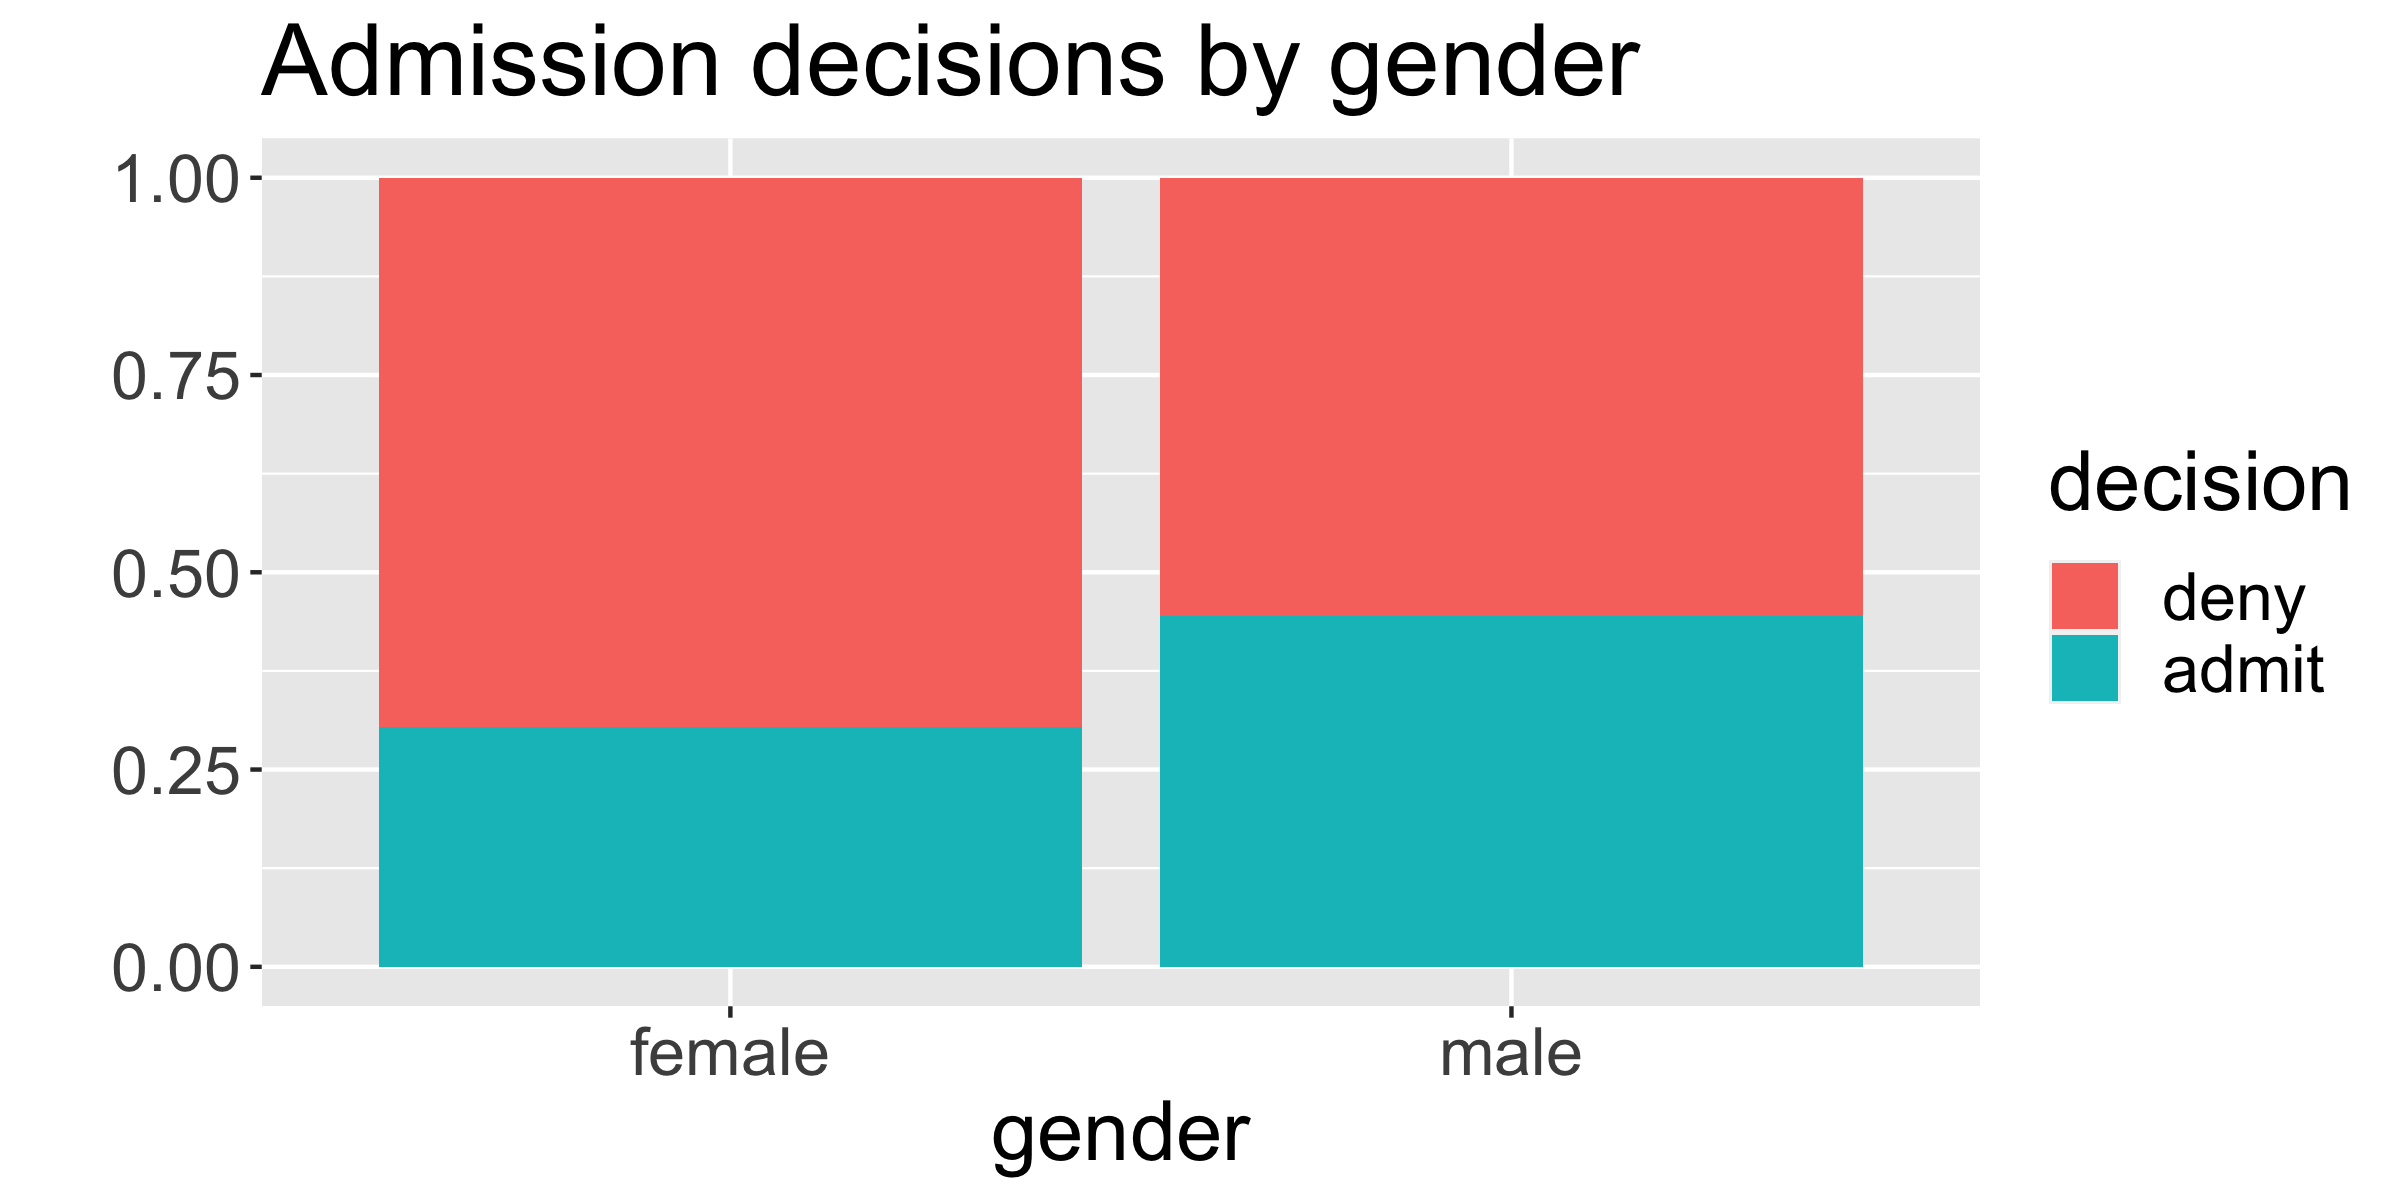 Admission decisions by gender
1.00
0.75
0.50
0.25
0.00
female male
gender
decision
deny
admit